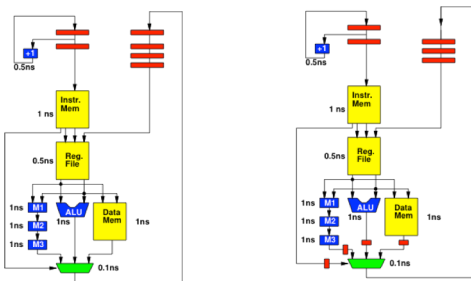 +1
0.5ns
Instr.
Mem
1 ns
Reg.
File
0.5ns
1ns M1
ALU
1ns
Data
Mem
1ns
1ns M2
1ns M3
0.1ns
+1
0.5ns
Instr.
Mem
1 ns
Reg.
File
0.5ns
1ns M1
ALU
1ns
Data
Mem
1ns
1ns M2
1ns M3
0.1ns